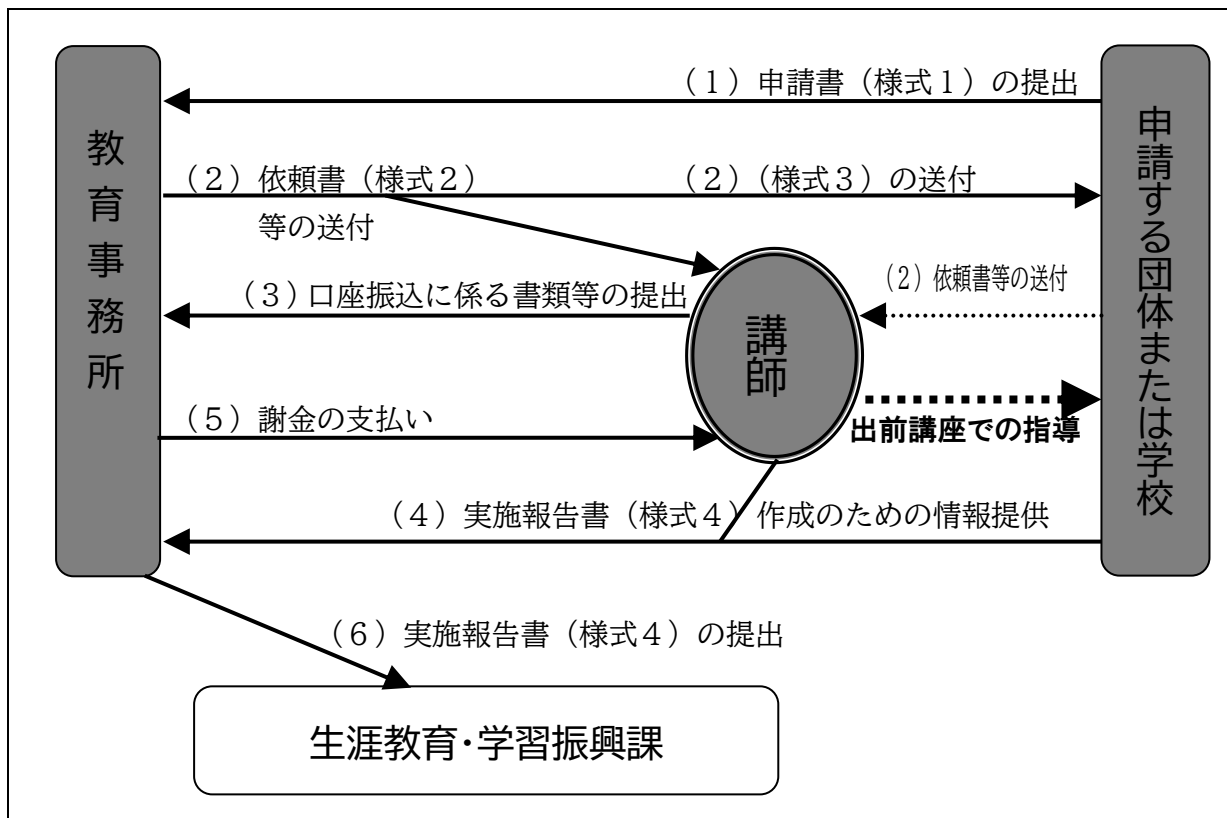 （１）申請書（様式１）の提出
教育事務所
申請する団体または学校
（２）依頼書（様式２）
等の送付
（２）（様式３）の送付
（２）依頼書等の送付
（３）口座振込に係る書類等の提出
講師
（５）謝金の支払い
出前講座での指導
（４）実施報告書（様式４）作成のための情報提供
（６）実施報告書（様式４）の提出
生涯教育・学習振興課